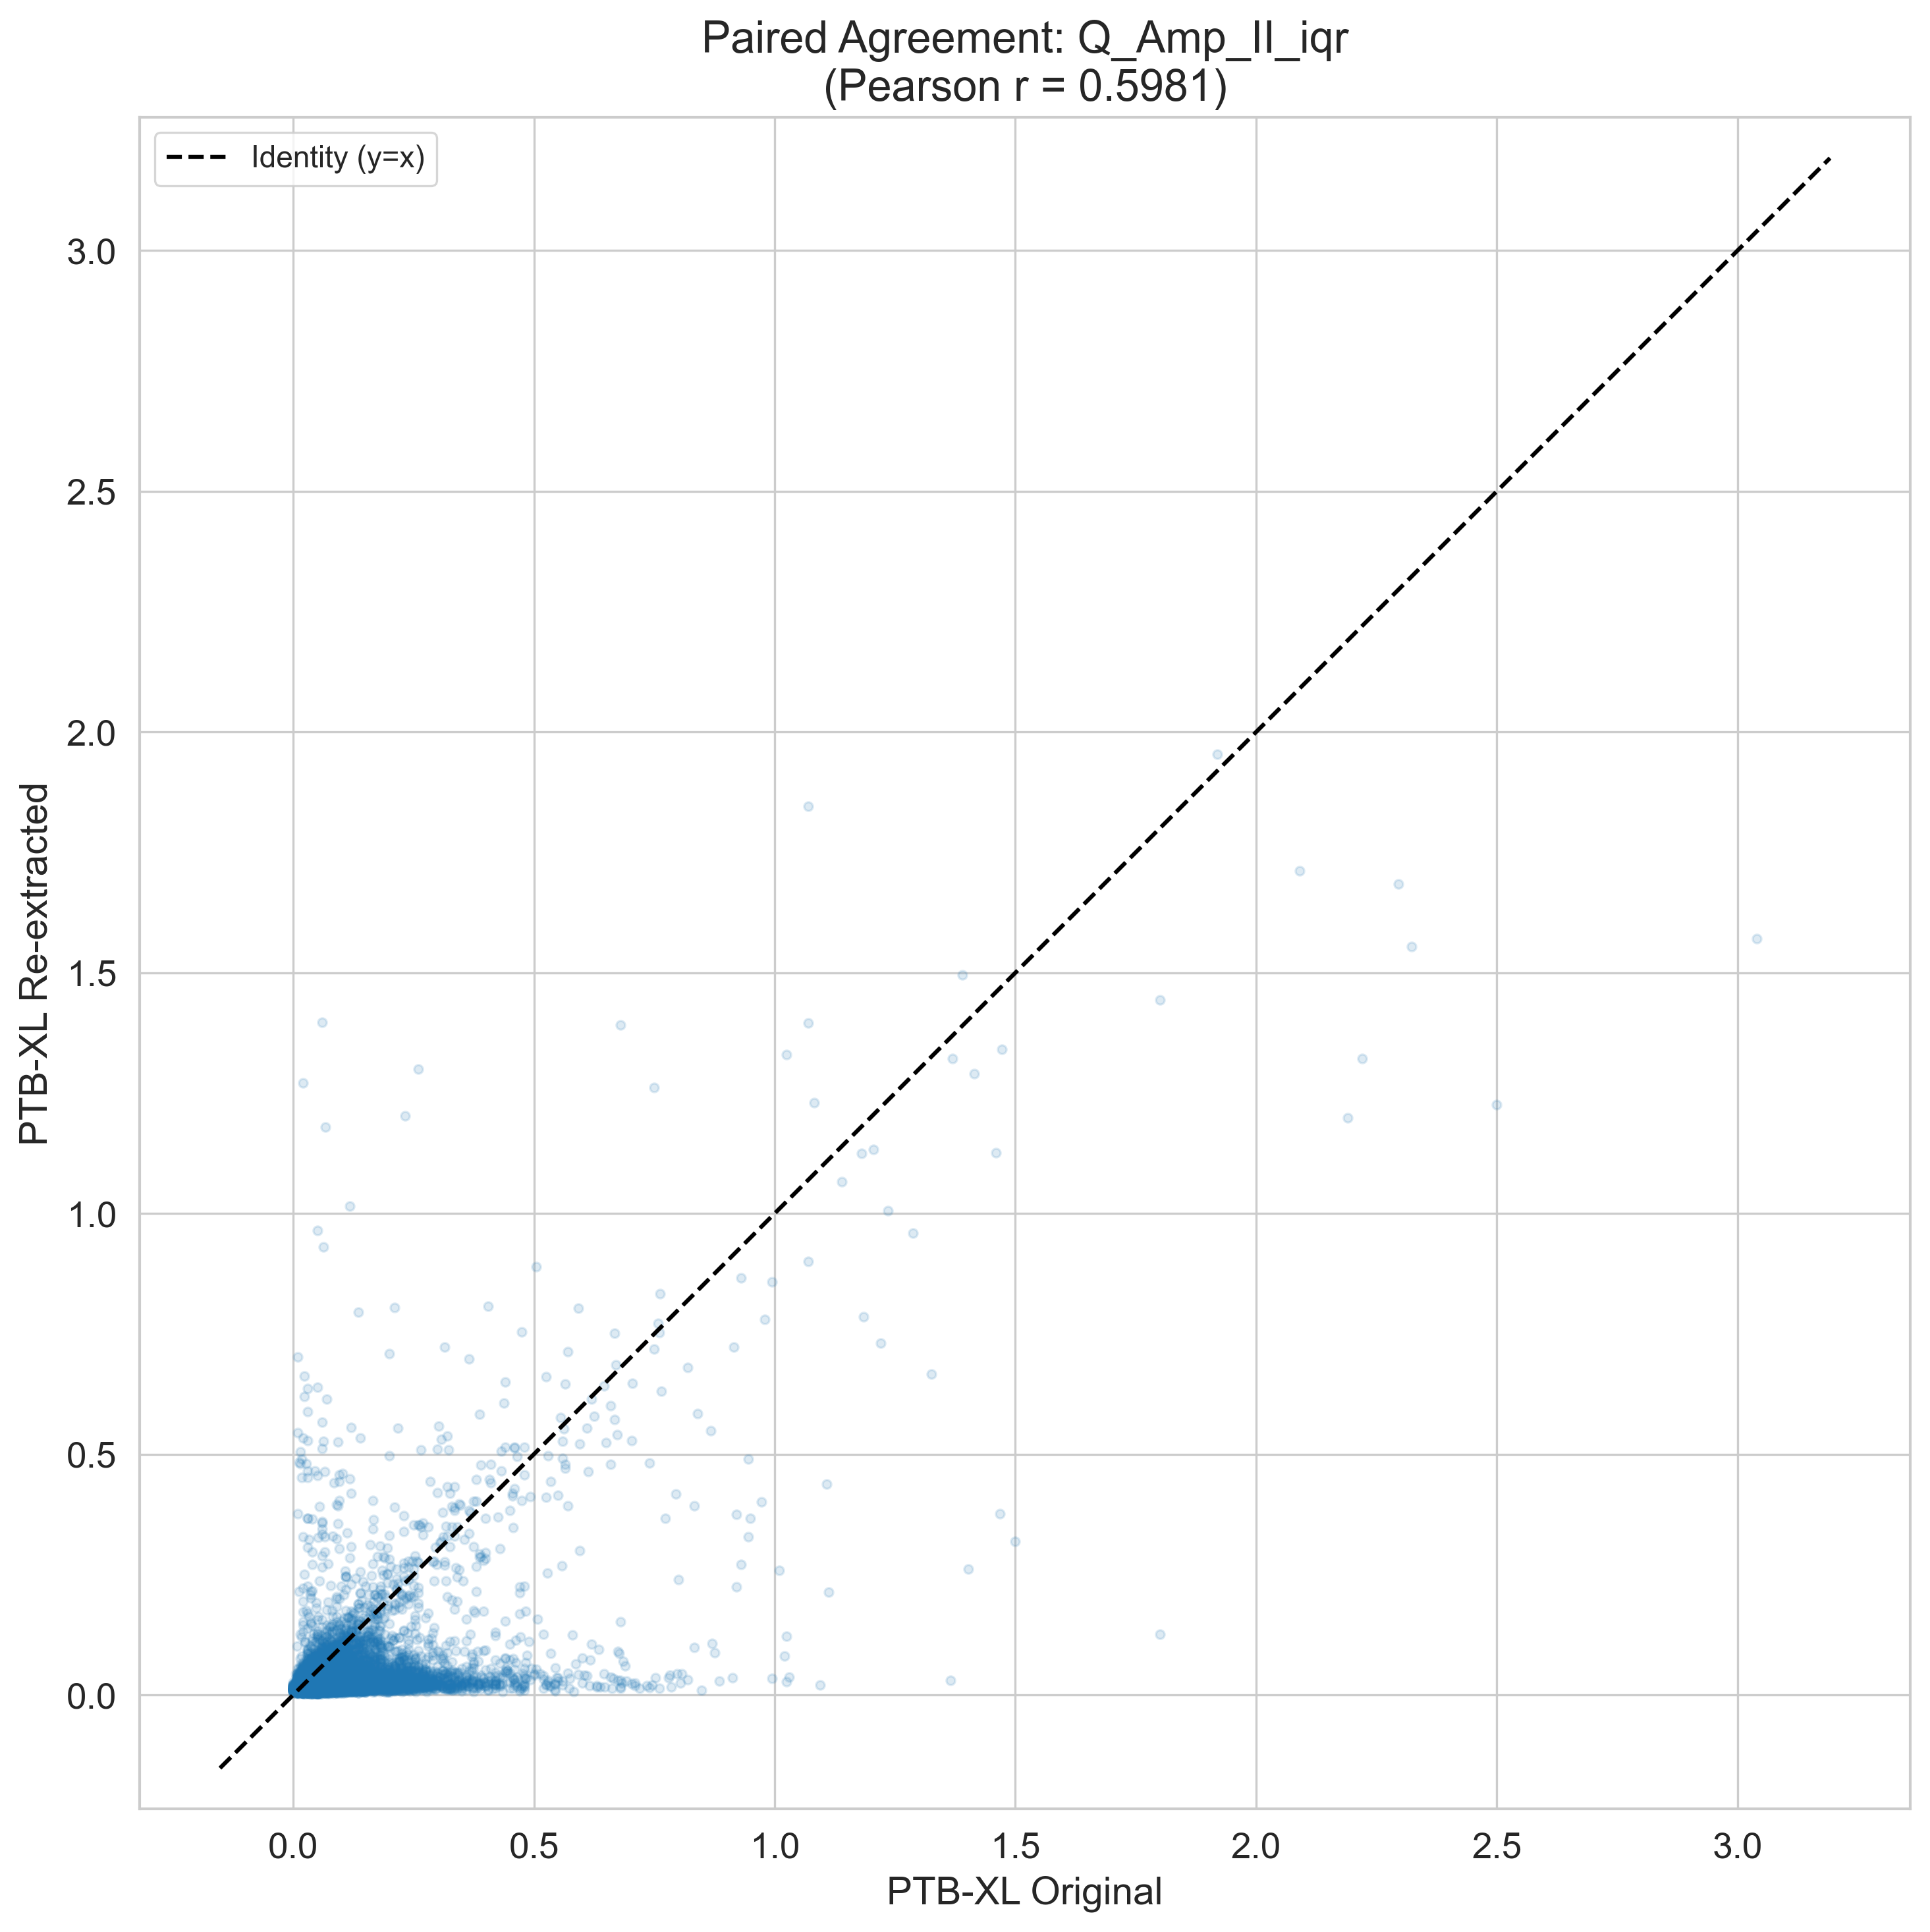 Paired Agreement: Q_Amp_II_iqr
(Pearson r = 0.5981)
Identity (y=x)
3.0
2.5
2.0
1.5
1.0
0.5
0.0
PTB-XL Re-extracted
0.0 0.5 1.0 1.5 2.0 2.5 3.0
PTB-XL Original